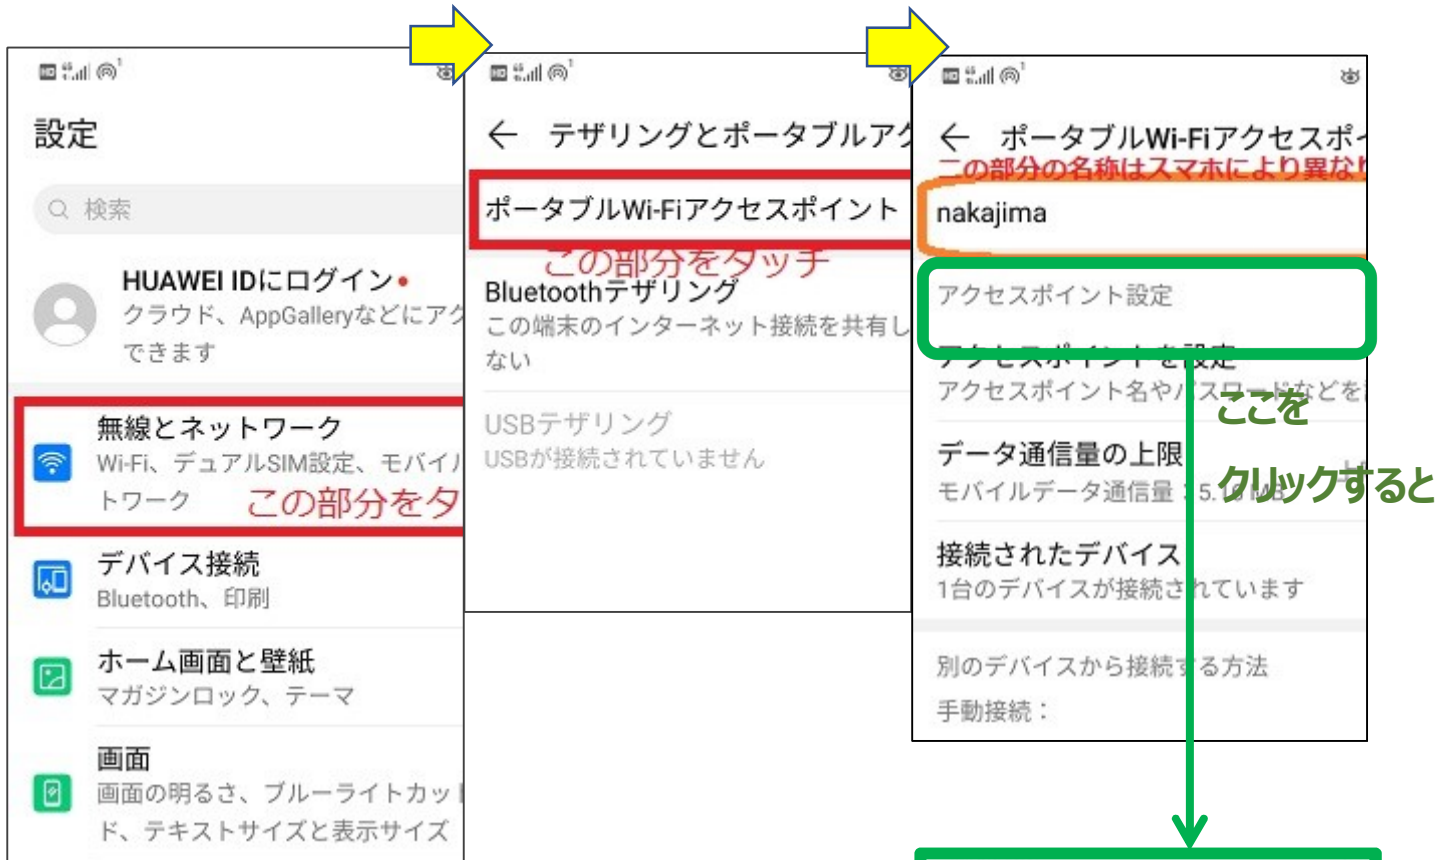 設定
検索
HUAWEI IDにログイン
クラウド、AppGalleryなどにアク
できます
無線とネットワーク
Wi-Fi、デュアルSIM設定、モバイル
トワーク
この部分をタ
デバイス接続
Bluetooth、印刷
ホーム画面と壁紙
マガジンロック、テーマ
画面
画面の明るさ、ブルーライトカット
ド、テキストサイズと表示サイズ
← テザリングとポータブルアク
ポータブルWi-Fiアクセスポイント
この部分をタッチ
Bluetoothテザリング
この端末のインターネット接続を共有し
ない
USBテザリング
USBが接続されていません
← ポータブルWi-Fiアクセスポイ
この部分の名称はスマホにより異なり
nakajima
アクセスポイント設定
アクセスポイントを設定
アクセスポイント名やパスワードなどを
ここを
データ通信量の上限
クリックすると
モバイルデータ通信量：5.16 MB
接続されたデバイス
1台のデバイスが接続されています
別のデバイスから接続する方法
手動接続：